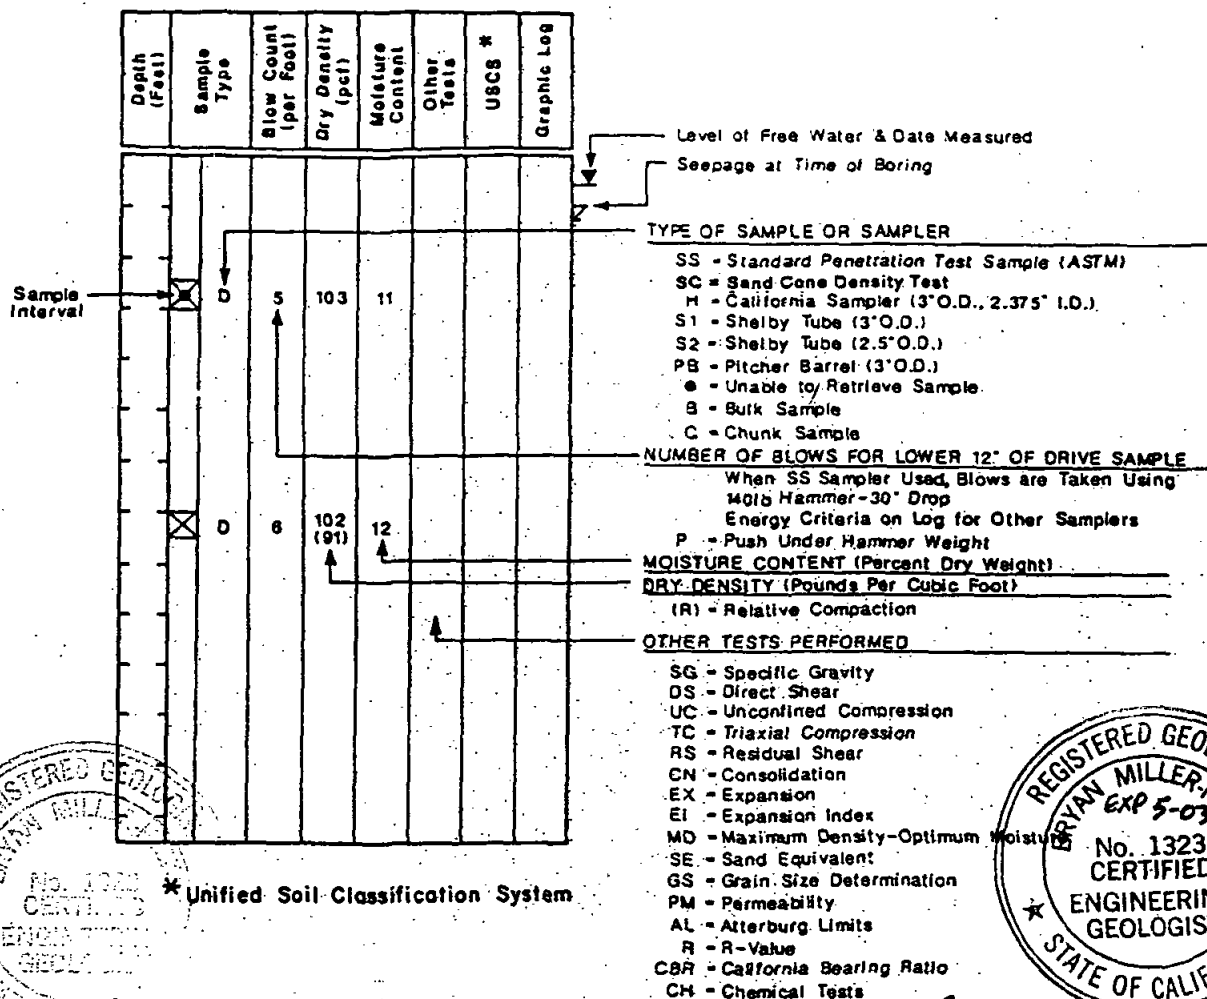 Depth (Feet)
Sample Type
Blow Count (per Foot)
Dry Density (pcf)
Moisture Content
Other Tests
USCS *
Graphic Log
Level of Free Water & Date Measured
Seepage at Time of Boring
TYPE OF SAMPLE OR SAMPLER
SS = Standard Penetration Test Sample (ASTM)
SC = Sand Cone Density Test
H = California Sampler (3" O.D., 2.375" I.D.)
S1 = Shelby Tube (3" O.D.)
S2 = Shelby Tube (2.5" O.D.)
PB = Pitcher Barrel (3" O.D.)
● = Unable to Retrieve Sample
B = Bulk Sample
C = Chunk Sample
Sample Interval
D 5 103 11
NUMBER OF BLOWS FOR LOWER 12" OF DRIVE SAMPLE
When SS Sampler Used, Blows are Taken Using
140lb Hammer-30" Drop
Energy Criteria on Log for Other Samplers
P = Push Under Hammer Weight
D 6 102 (91) 12
MOISTURE CONTENT (Percent Dry Weight)
DRY DENSITY (Pounds Per Cubic Foot)
(R) = Relative Compaction
OTHER TESTS PERFORMED
SG = Specific Gravity
DS = Direct Shear
UC = Unconfined Compression
TC = Triaxial Compression
RS = Residual Shear
CN = Consolidation
EX = Expansion
EI = Expansion Index
MD = Maximum Density-Optimum Moisture
SE = Sand Equivalent
GS = Grain Size Determination
PM = Permeability
AL = Atterburg Limits
R = R-Value
CBR = California Bearing Ratio
CH = Chemical Tests
* Unified Soil Classification System
REGISTERED GEOL
BRYAN MILLER-
EXP 5-03
No. 1323
CERTIFIED
ENGINEERIN
GEOLOGIS
STATE OF CALIF